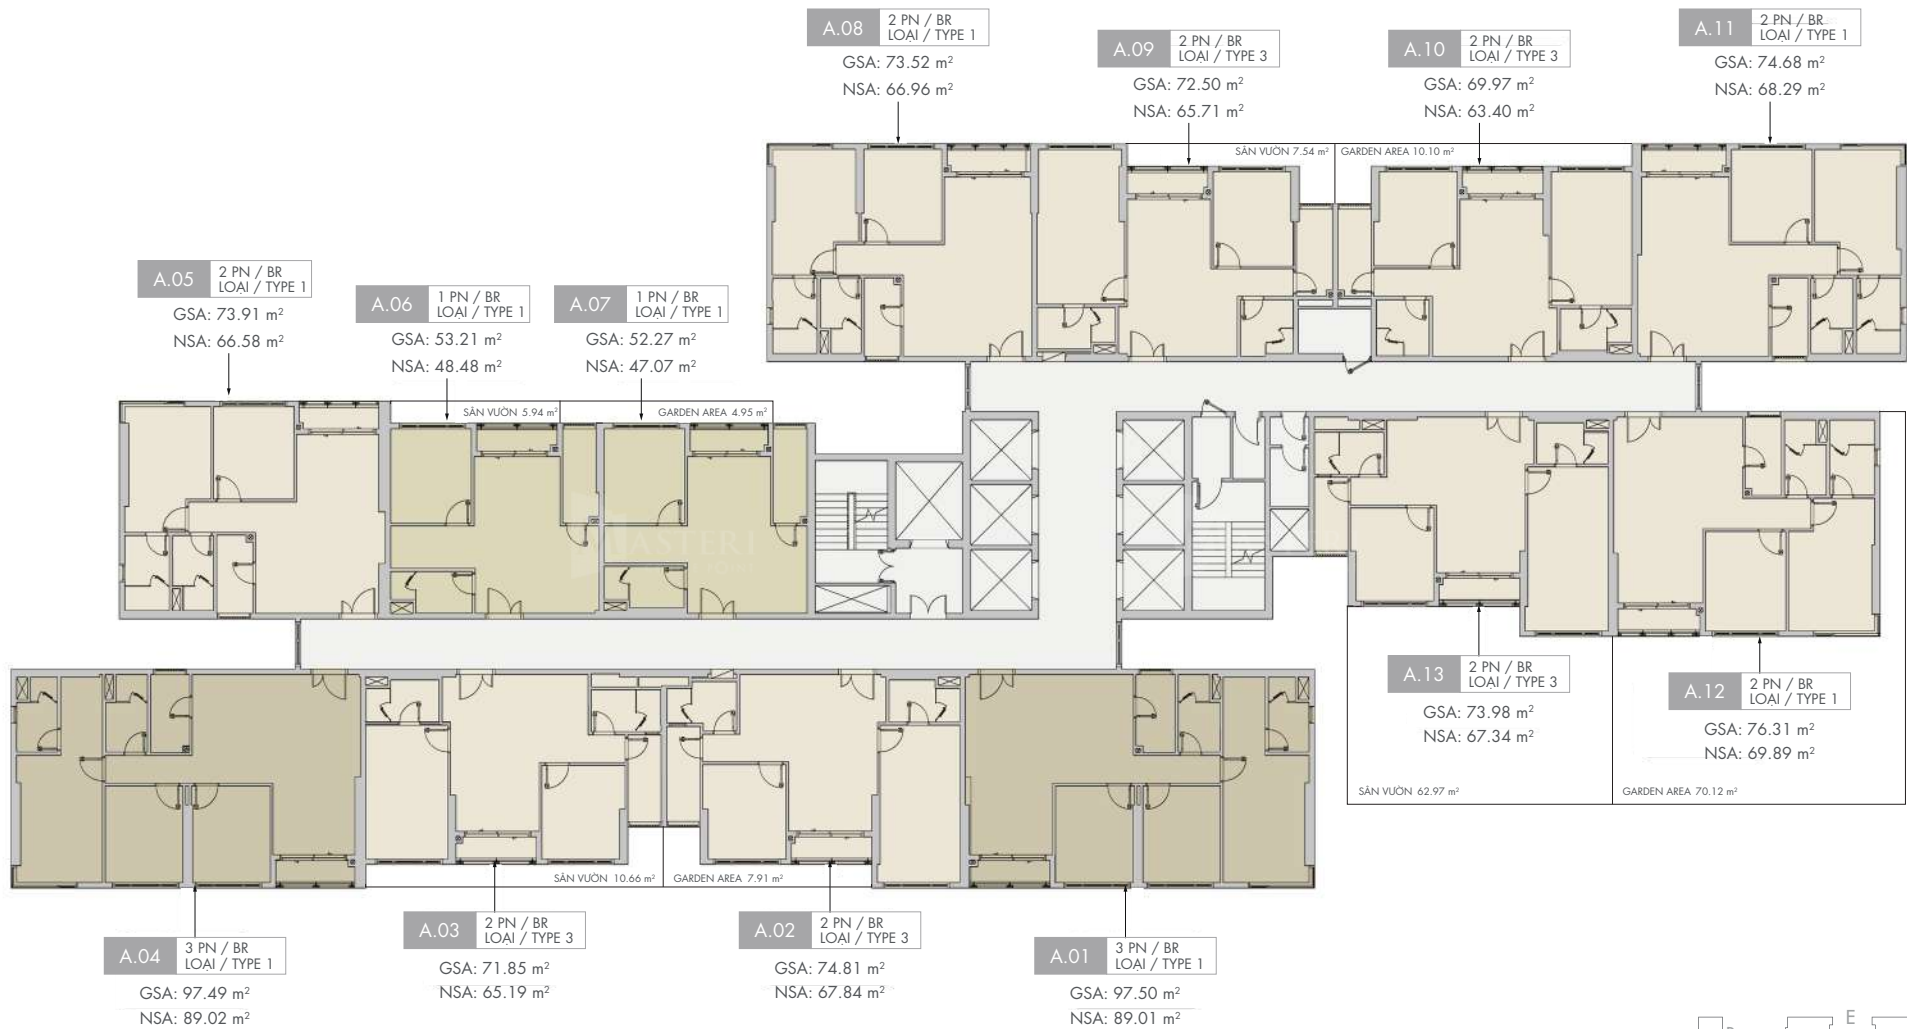 A.08
2 PN / BR
LOẠI / TYPE 1
GSA: 73.52 m²
NSA: 66.96 m²
A.09
2 PN / BR
LOẠI / TYPE 3
GSA: 72.50 m²
NSA: 65.71 m²
A.10
2 PN / BR
LOẠI / TYPE 3
GSA: 69.97 m²
NSA: 63.40 m²
A.11
2 PN / BR
LOẠI / TYPE 1
GSA: 74.68 m²
NSA: 68.29 m²
SÂN VƯỜN 7.54 m²
GARDEN AREA 10.10 m²
A.05
2 PN / BR
LOẠI / TYPE 1
GSA: 73.91 m²
NSA: 66.58 m²
A.06
1 PN / BR
LOẠI / TYPE 1
GSA: 53.21 m²
NSA: 48.48 m²
A.07
1 PN / BR
LOẠI / TYPE 1
GSA: 52.27 m²
NSA: 47.07 m²
SÂN VƯỜN 5.94 m²
GARDEN AREA 4.95 m²
A.13
2 PN / BR
LOẠI / TYPE 3
GSA: 73.98 m²
NSA: 67.34 m²
A.12
2 PN / BR
LOẠI / TYPE 1
GSA: 76.31 m²
NSA: 69.89 m²
SÂN VƯỜN 62.97 m²
GARDEN AREA 70.12 m²
SÂN VƯỜN 10.66 m²
GARDEN AREA 7.91 m²
A.04
3 PN / BR
LOẠI / TYPE 1
GSA: 97.49 m²
NSA: 89.02 m²
A.03
2 PN / BR
LOẠI / TYPE 3
GSA: 71.85 m²
NSA: 65.19 m²
A.02
2 PN / BR
LOẠI / TYPE 3
GSA: 74.81 m²
NSA: 67.84 m²
A.01
3 PN / BR
LOẠI / TYPE 1
GSA: 97.50 m²
NSA: 89.01 m²
E